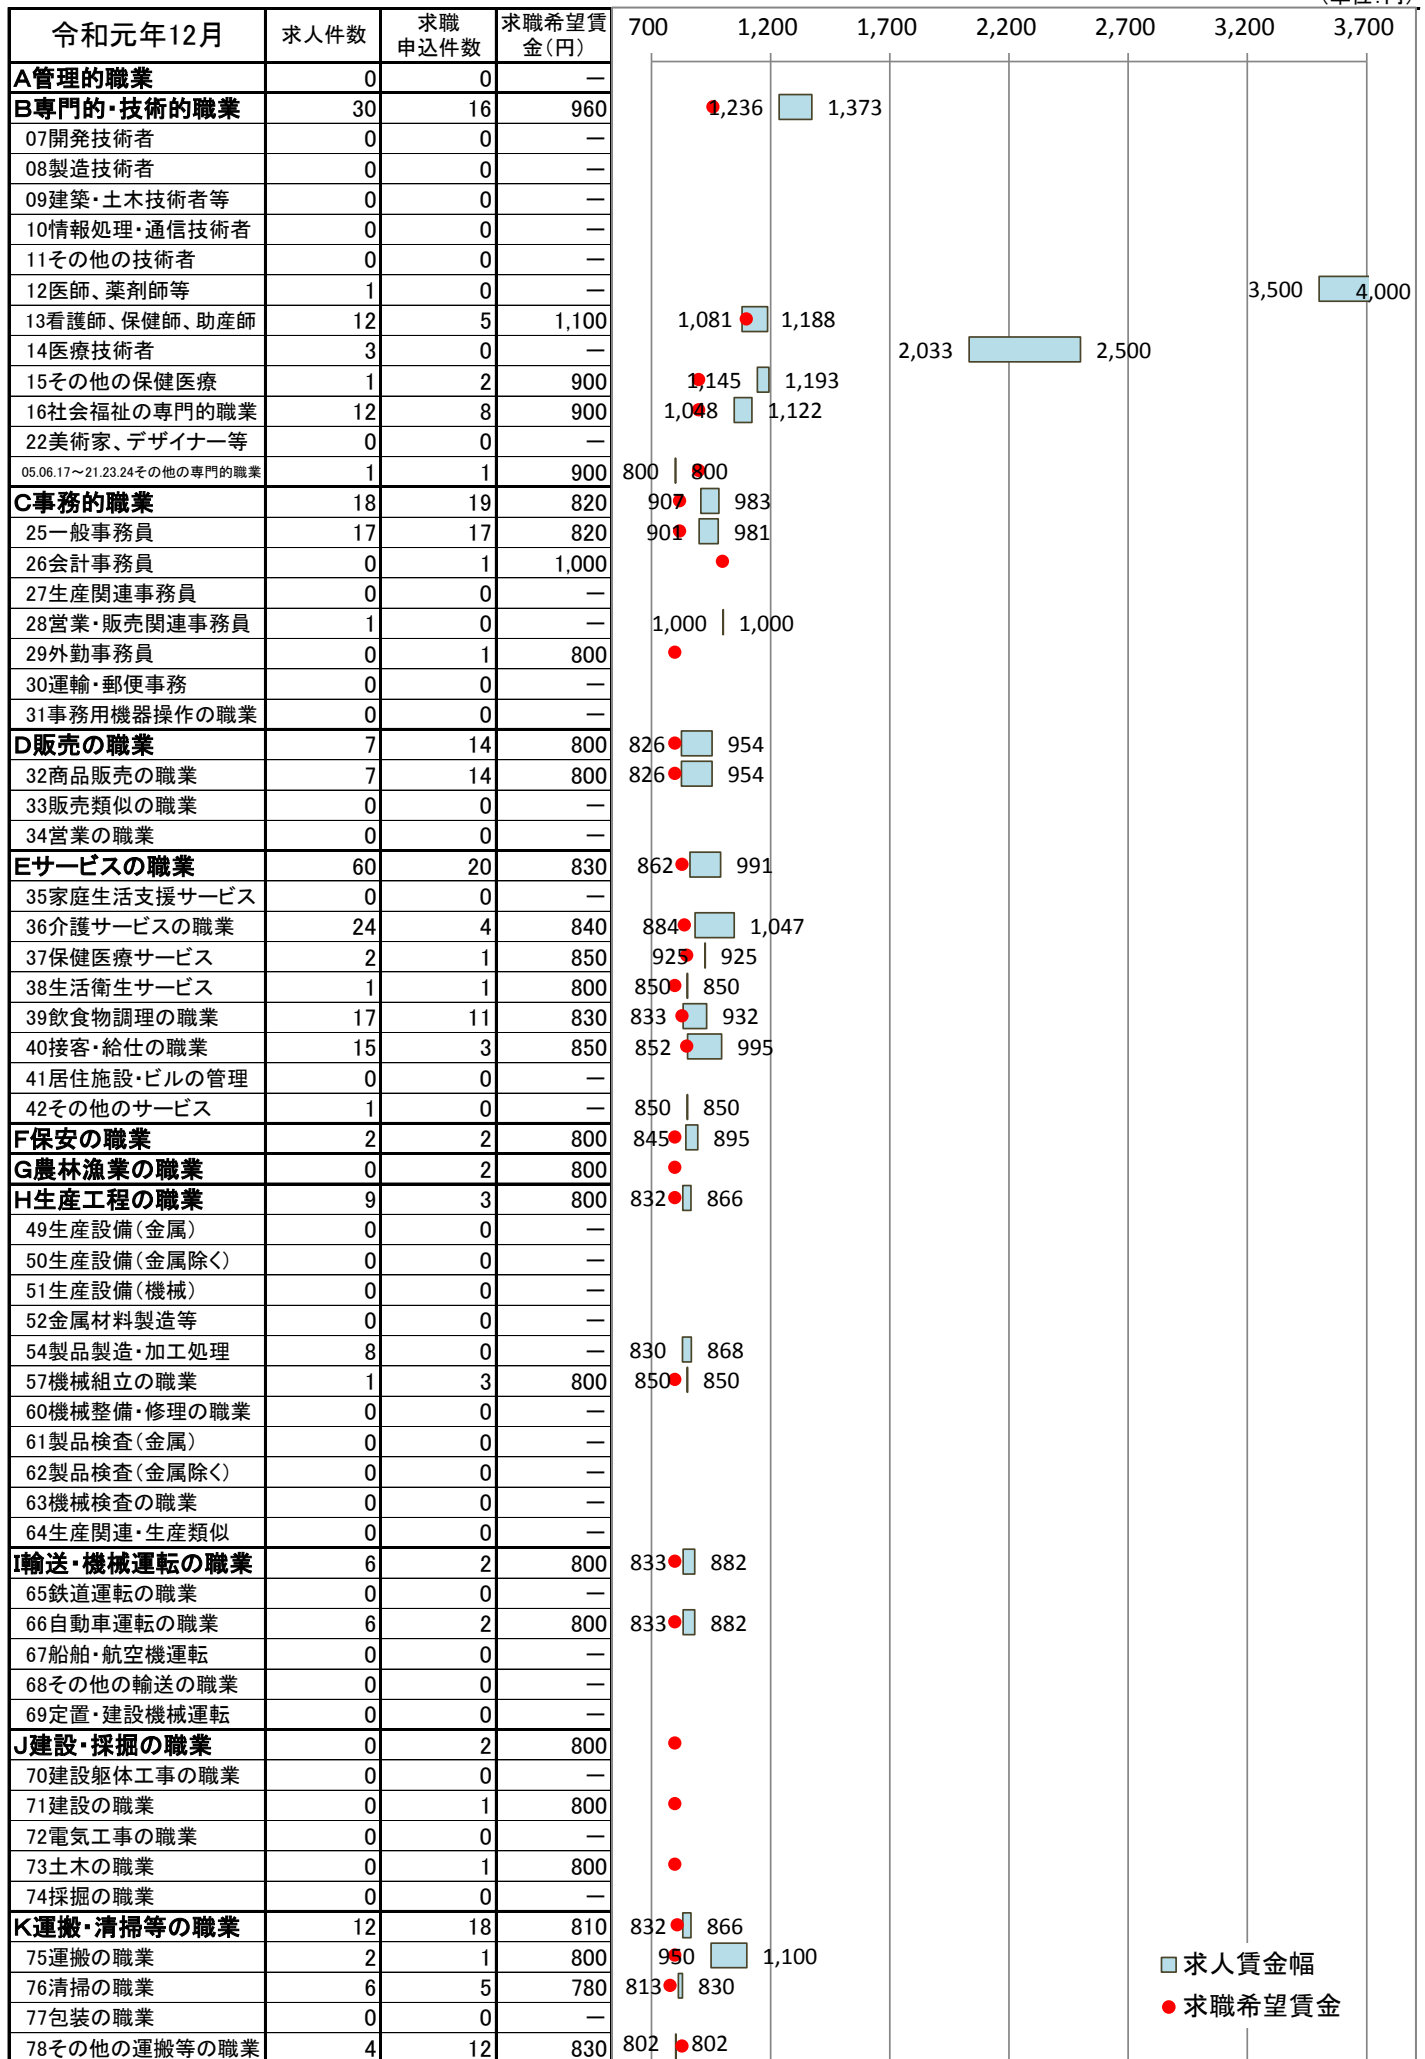 令和元年12月 求人件数 求職申込件数 求職希望賃金(円) 700 1,200 1,700 2,200 2,700 3,200 3,700
A管理的職業 0 0 ―
B専門的・技術的職業 30 16 960 1,236 1,373
07開発技術者 0 0 ―
08製造技術者 0 0 ―
09建築・土木技術者等 0 0 ―
10情報処理・通信技術者 0 0 ―
11その他の技術者 0 0 ―
12医師、薬剤師等 1 0 ― 3,500 4,000
13看護師、保健師、助産師 12 5 1,100 1,081 1,188
14医療技術者 3 0 ― 2,033 2,500
15その他の保健医療 1 2 900 1,145 1,193
16社会福祉の専門的職業 12 8 900 1,048 1,122
22美術家、デザイナー等 0 0 ―
05.06.17～21.23.24その他の専門的職業 1 1 900 800 800
C事務的職業 18 19 820 907 983
25一般事務員 17 17 820 901 981
26会計事務員 0 1 1,000
27生産関連事務員 0 0 ―
28営業・販売関連事務員 1 0 ― 1,000 1,000
29外勤事務員 0 1 800
30運輸・郵便事務 0 0 ―
31事務用機器操作の職業 0 0 ―
D販売の職業 7 14 800 826 954
32商品販売の職業 7 14 800 826 954
33販売類似の職業 0 0 ―
34営業の職業 0 0 ―
Eサービスの職業 60 20 830 862 991
35家庭生活支援サービス 0 0 ―
36介護サービスの職業 24 4 840 884 1,047
37保健医療サービス 2 1 850 925 925
38生活衛生サービス 1 1 800 850 850
39飲食物調理の職業 17 11 830 833 932
40接客・給仕の職業 15 3 850 852 995
41居住施設・ビルの管理 0 0 ―
42その他のサービス 1 0 ― 850 850
F保安の職業 2 2 800 845 895
G農林漁業の職業 0 2 800
H生産工程の職業 9 3 800 832 866
49生産設備(金属) 0 0 ―
50生産設備(金属除く) 0 0 ―
51生産設備(機械) 0 0 ―
52金属材料製造等 0 0 ―
54製品製造・加工処理 8 0 ― 830 868
57機械組立の職業 1 3 800 850 850
60機械整備・修理の職業 0 0 ―
61製品検査(金属) 0 0 ―
62製品検査(金属除く) 0 0 ―
63機械検査の職業 0 0 ―
64生産関連・生産類似 0 0 ―
I輸送・機械運転の職業 6 2 800 833 882
65鉄道運転の職業 0 0 ―
66自動車運転の職業 6 2 800 833 882
67船舶・航空機運転 0 0 ―
68その他の輸送の職業 0 0 ―
69定置・建設機械運転 0 0 ―
J建設・採掘の職業 0 2 800
70建設躯体工事の職業 0 0 ―
71建設の職業 0 1 800
72電気工事の職業 0 0 ―
73土木の職業 0 1 800
74採掘の職業 0 0 ―
K運搬・清掃等の職業 12 18 810 832 866
75運搬の職業 2 1 800 950 1,100
76清掃の職業 6 5 780 813 830
77包装の職業 0 0 ―
78その他の運搬等の職業 4 12 830 802 802
求人賃金幅
求職希望賃金